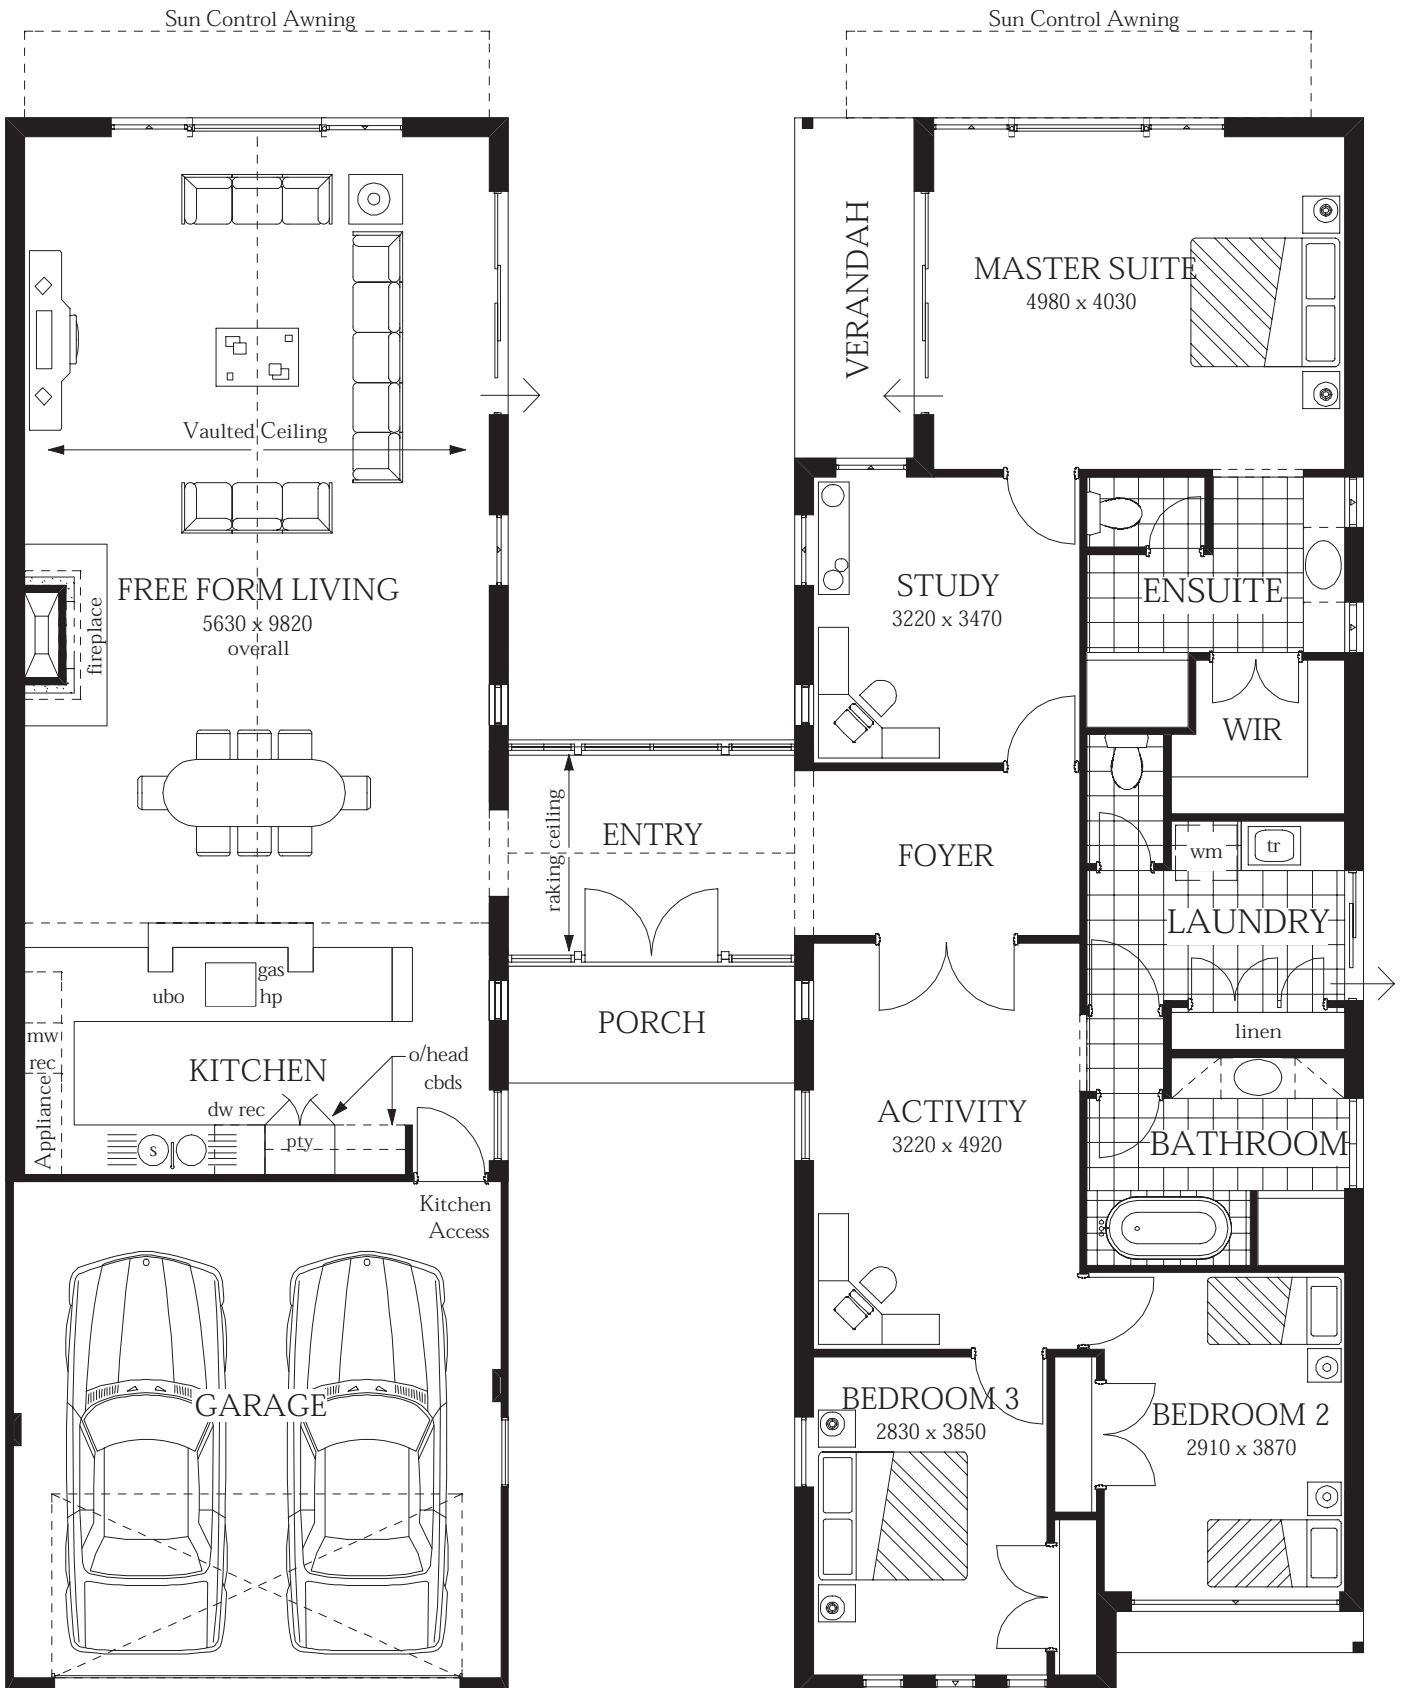 Sun Control Awning
Sun Control Awning
VERANDAH
MASTER SUITE
4980 x 4030
Vaulted Ceiling
FREE FORM LIVING
5630 x 9820
overall
fireplace
STUDY
3220 x 3470
ENSUITE
WIR
raking ceiling
ENTRY
FOYER
wm
tr
LAUNDRY
linen
ubo
gas
hp
PORCH
mw
rec
Appliance
KITCHEN
o/head
cbds
dw rec
pty
s
ACTIVITY
3220 x 4920
BATHROOM
Kitchen
Access
GARAGE
BEDROOM 3
2830 x 3850
BEDROOM 2
2910 x 3870